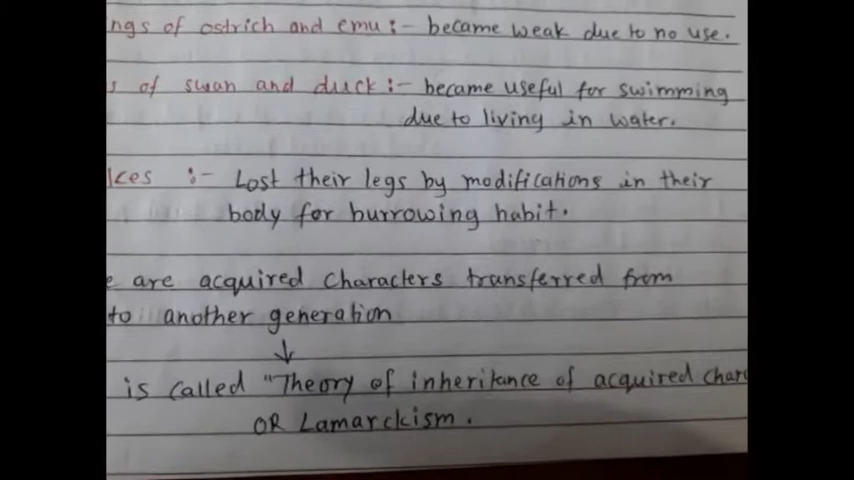 ngs of ostrich and emu :- became weak due to no use.
s of swan and duck :- became useful for swimming
due to living in water.
kes :- Lost their legs by modifications in their
body for burrowing habit.
e are acquired characters transferred from
to another generation
↓
is called "Theory of inheritance of acquired char
OR Lamarckism.